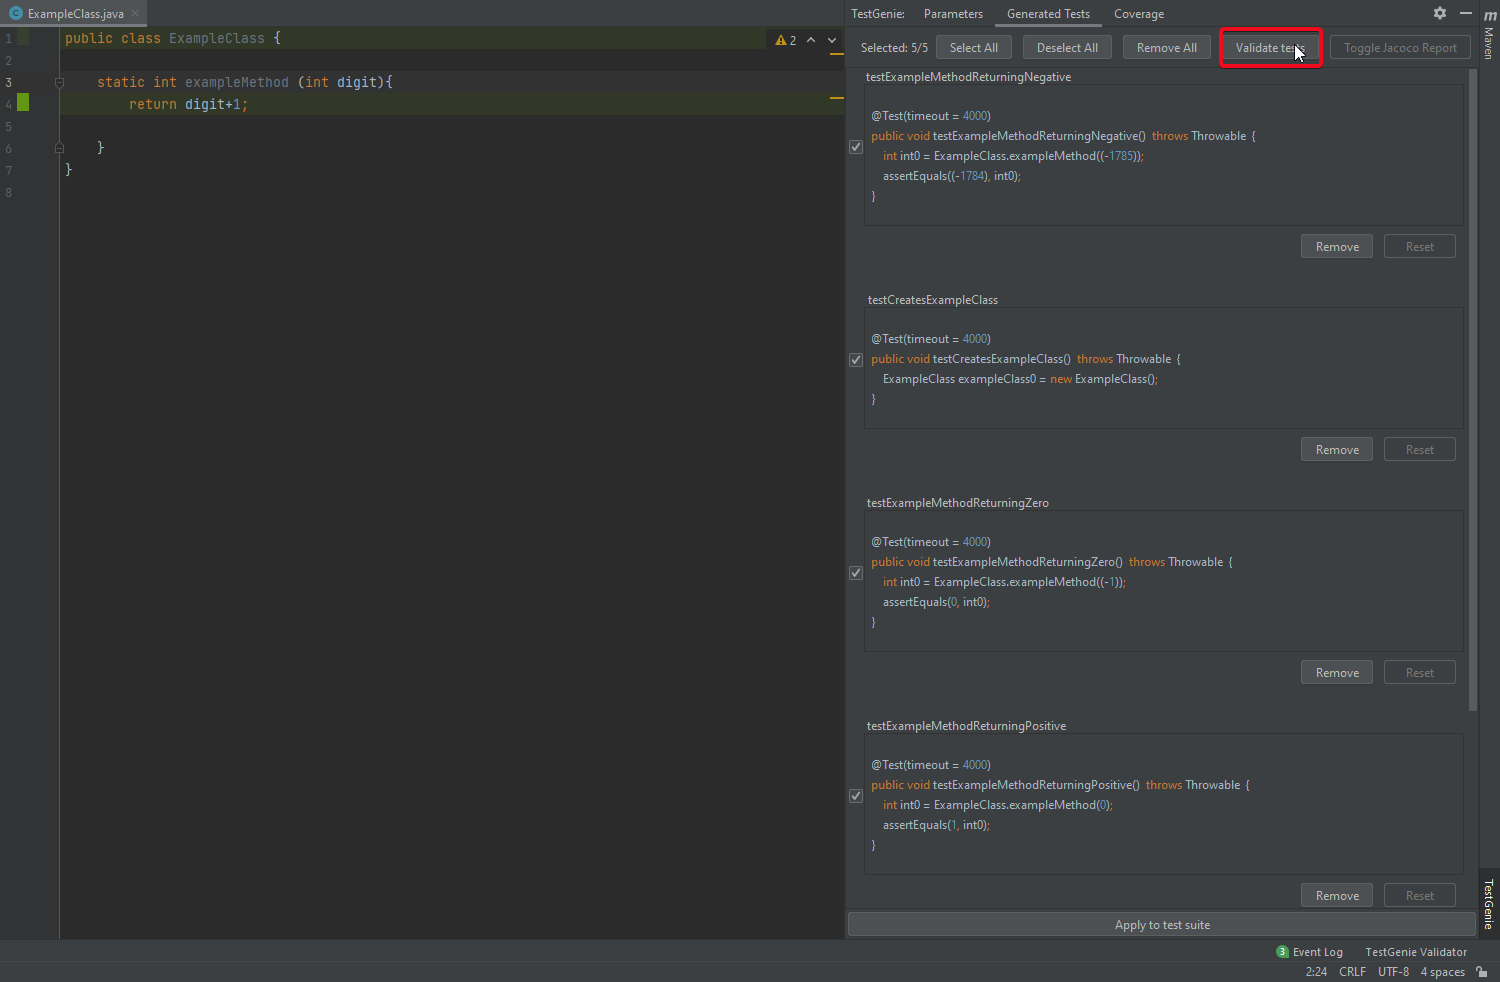 ExampleClass.java
1 public class ExampleClass {
2
3 static int exampleMethod (int digit){
4 return digit+1;
5
6 }
7 }
8
2
TestGenie: Parameters Generated Tests Coverage
Selected: 5/5 Select All Deselect All Remove All Validate tests Toggle Jacoco Report
testExampleMethodReturningNegative
@Test(timeout = 4000)
public void testExampleMethodReturningNegative() throws Throwable {
int int0 = ExampleClass.exampleMethod((-1785));
assertEquals((-1784), int0);
}
Remove Reset
testCreatesExampleClass
@Test(timeout = 4000)
public void testCreatesExampleClass() throws Throwable {
ExampleClass exampleClass0 = new ExampleClass();
}
Remove Reset
testExampleMethodReturningZero
@Test(timeout = 4000)
public void testExampleMethodReturningZero() throws Throwable {
int int0 = ExampleClass.exampleMethod((-1));
assertEquals(0, int0);
}
Remove Reset
testExampleMethodReturningPositive
@Test(timeout = 4000)
public void testExampleMethodReturningPositive() throws Throwable {
int int0 = ExampleClass.exampleMethod(0);
assertEquals(1, int0);
}
Remove Reset
Apply to test suite
m Maven
TestGenie
3 Event Log TestGenie Validator
2:24 CRLF UTF-8 4 spaces